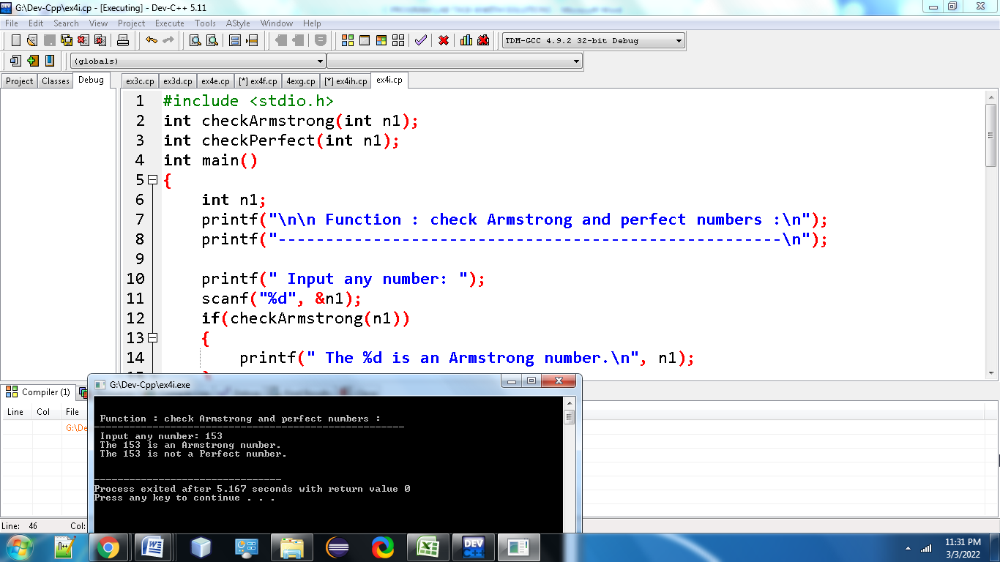 G:\Dev-Cpp\ex4i.cp - [Executing] - Dev-C++ 5.11
File Edit Search View Project Execute Tools AStyle Window Help
TDM-GCC 4.9.2 32-bit Debug
(globals)
Project Classes Debug
ex3c.cp ex3d.cp ex4e.cp [*] ex4f.cp 4exg.cp [*] ex4ih.cp ex4i.cp
1 #include <stdio.h>
2 int checkArmstrong(int n1);
3 int checkPerfect(int n1);
4 int main()
5 {
6 int n1;
7 printf("\n\n Function : check Armstrong and perfect numbers :\n");
8 printf("-----------------------------------------------------\n");
9
10 printf(" Input any number: ");
11 scanf("%d", &n1);
12 if(checkArmstrong(n1))
13 {
14 printf(" The %d is an Armstrong number.\n", n1);
Compiler (1)
Line Col File
G:\De
G:\Dev-Cpp\ex4i.exe
Function : check Armstrong and perfect numbers :
-----------------------------------------------------
Input any number: 153
The 153 is an Armstrong number.
The 153 is not a Perfect number.
--------------------------------
Process exited after 5.167 seconds with return value 0
Press any key to continue . . .
Line: 46 Col:
DEV C++
11:31 PM
3/3/2022